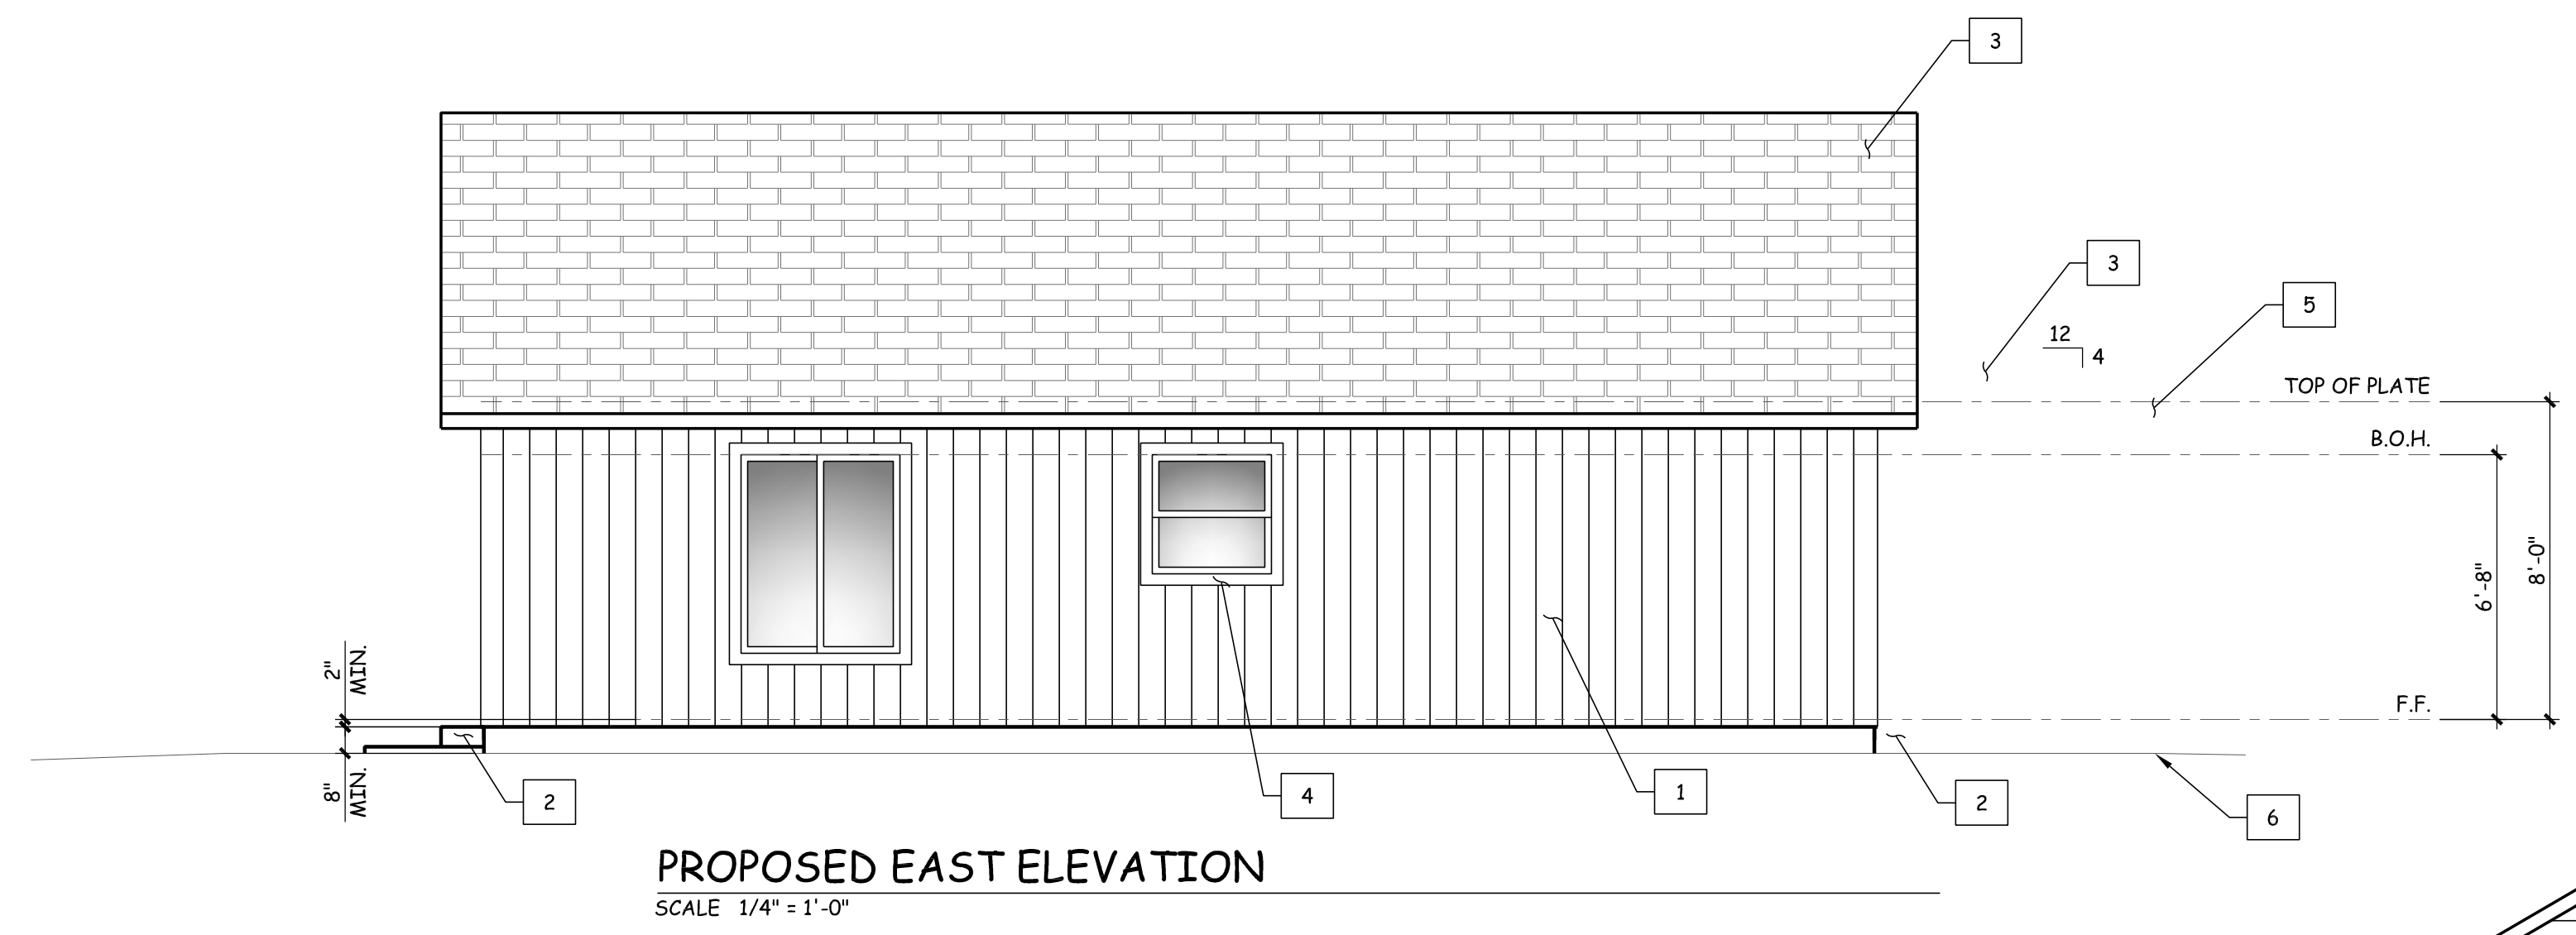 3
3
5
12
4
TOP OF PLATE
B.O.H.
6'-8"
8'-0"
F.F.
2"
MIN.
8"
MIN.
2
4
1
2
6
PROPOSED EAST ELEVATION
SCALE 1/4" = 1'-0"